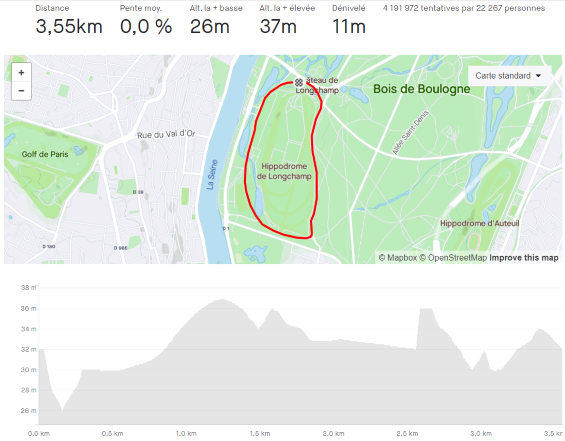 Distance Pente moy. Alt. la + basse Alt. la + élevée Dénivelé 4 191 972 tentatives par 22 267 personnes
3,55km 0,0 % 26m 37m 11m
+
−
Carte standard
âteau de
Longchamp
Bois de Boulogne
Rue du Val d'Or
Allée Saint-Denis
Golf de Paris
La Seine
Hippodrome
de Longchamp
D 39
D 1
Hippodrome d'Auteuil
D 180
D 985
© Mapbox © OpenStreetMap Improve this map
38 m
36 m
34 m
32 m
30 m
28 m
26 m
0,0 km 0,5 km 1,0 km 1,5 km 2,0 km 2,5 km 3,0 km 3,5 k